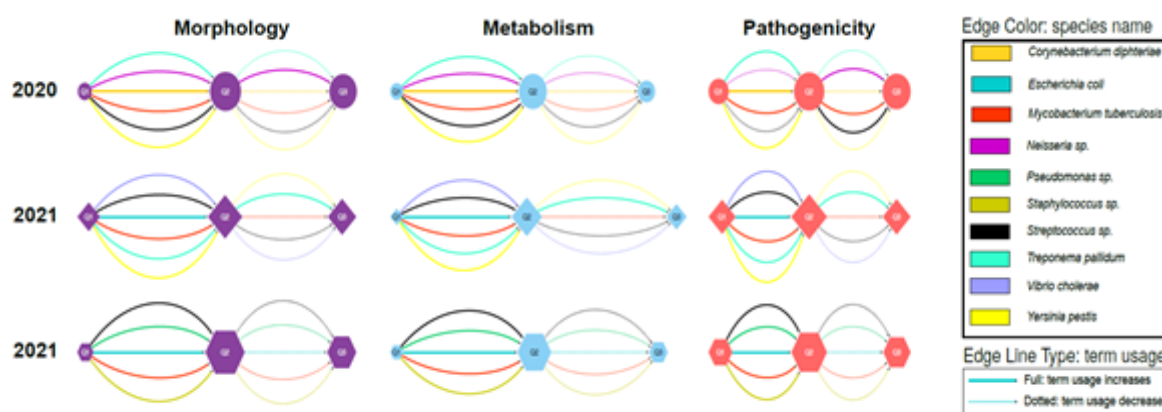 Morphology Metabolism Pathogenicity
Edge Color: species name
Corynebacterium diphteriae
Escherichia coli
Mycobacterium tuberculosis
Neisseria sp.
Pseudomonas sp.
Staphylococcus sp.
Streptococcus sp.
Treponema pallidum
Vibrio cholerae
Yersinia pestis
Edge Line Type: term usage
Full: term usage increases
Dotted: term usage decrease
2020
2021
2021